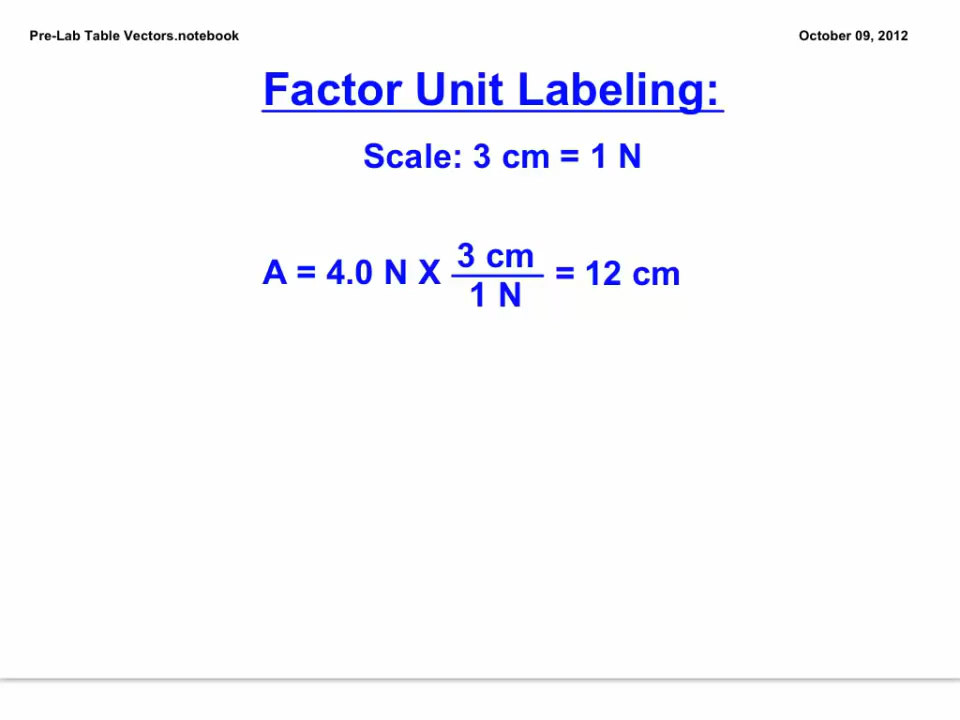 Pre-Lab Table Vectors.notebook October 09, 2012
Factor Unit Labeling:
Scale: 3 cm = 1 N
A = 4.0 N X 3 cm / 1 N = 12 cm